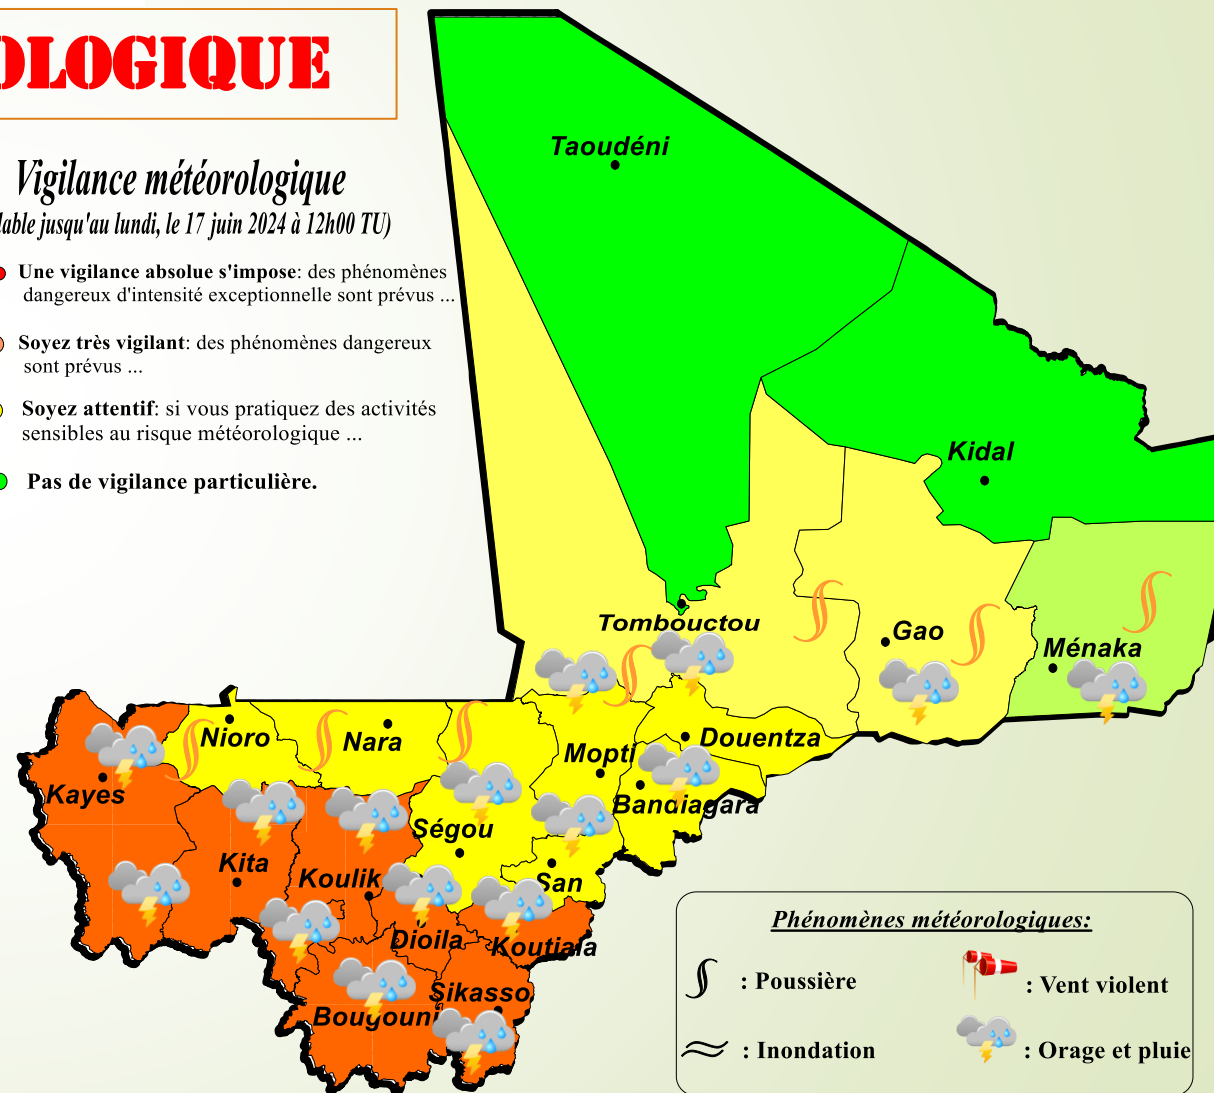 OLOGIQUE
Vigilance météorologique
lable jusqu'au lundi, le 17 juin 2024 à 12h00 TU)
Une vigilance absolue s'impose: des phénomènes
dangereux d'intensité exceptionnelle sont prévus ...
Soyez très vigilant: des phénomènes dangereux
sont prévus ...
Soyez attentif: si vous pratiquez des activités
sensibles au risque météorologique ...
Pas de vigilance particulière.
Taoudéni
Kidal
Tombouctou
Gao
Ménaka
Nioro
Nara
Mopti
Douentza
Kayes
Bandiagara
Ségou
Kita
Koulik
San
Dioila
Koutiala
Sikasso
Bougouni
Phénomènes météorologiques:
: Poussière
: Vent violent
: Inondation
: Orage et pluie